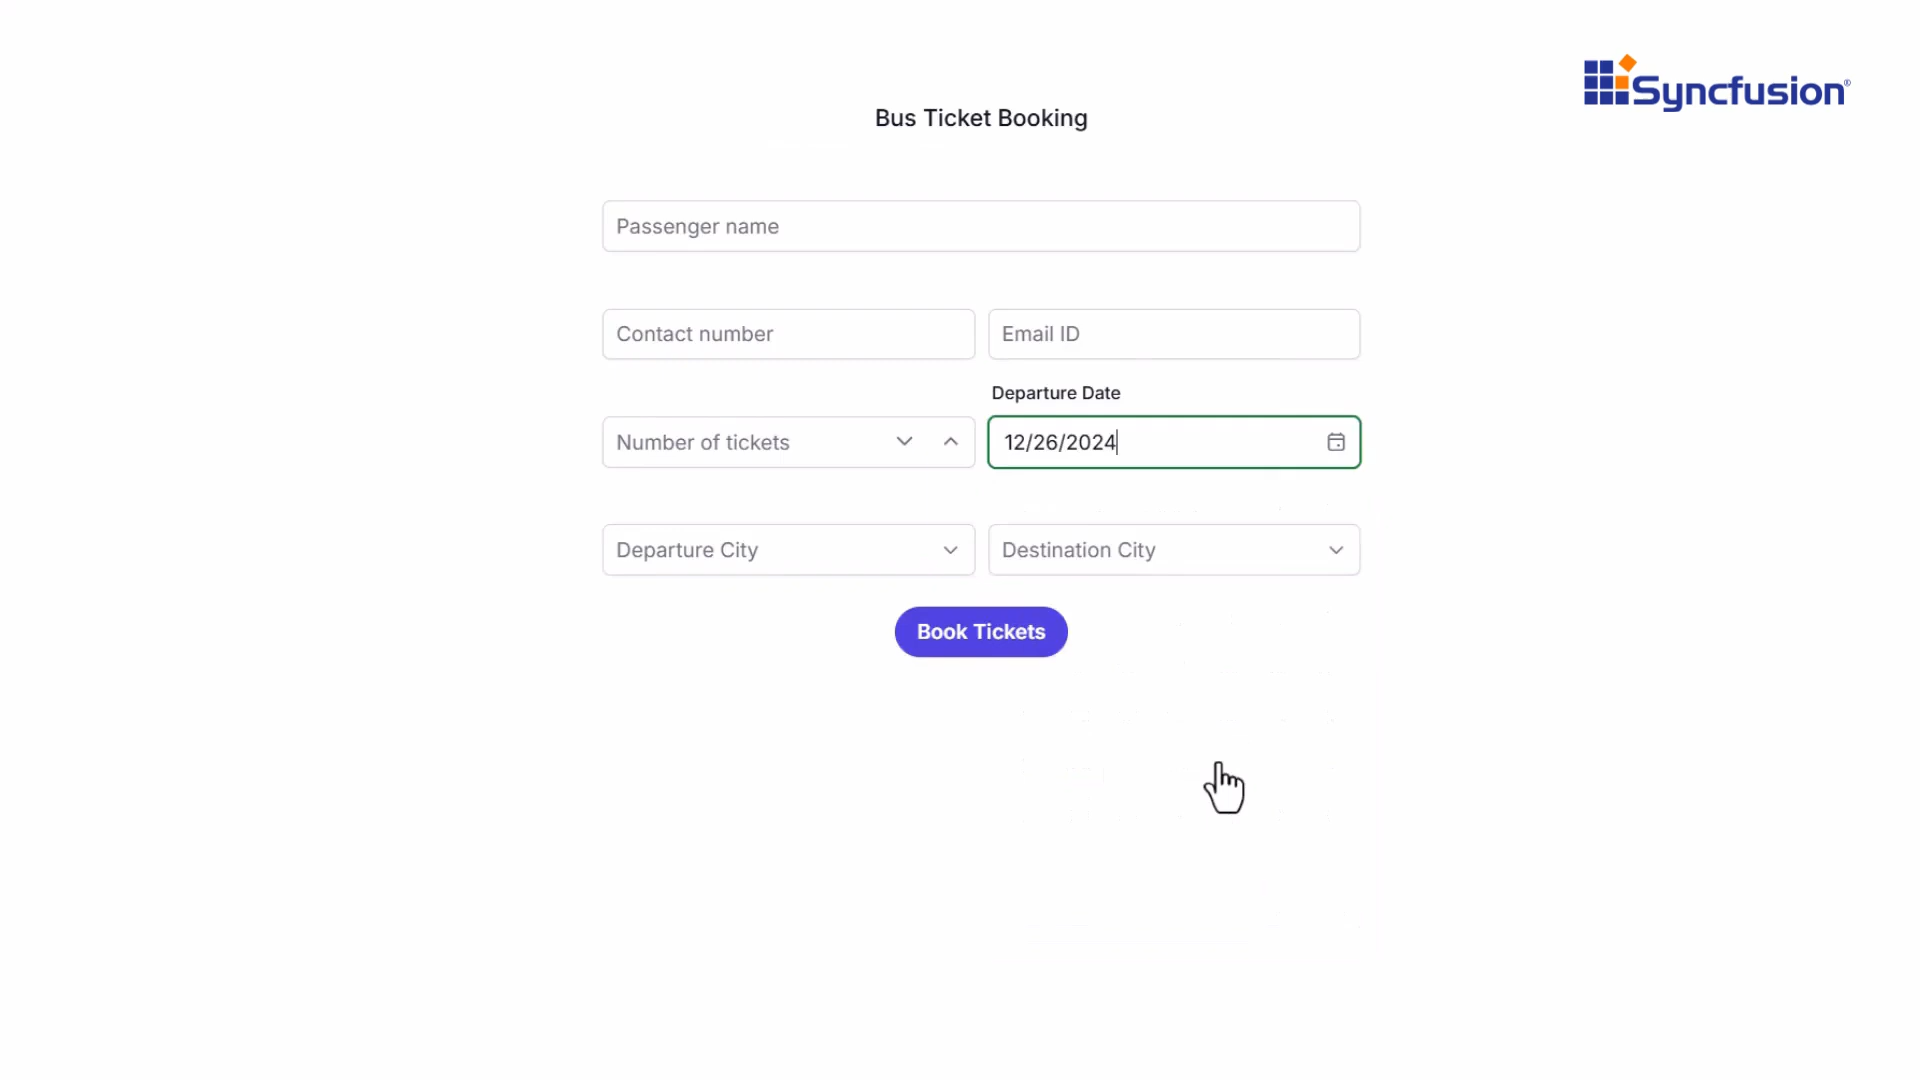 Syncfusion®
Bus Ticket Booking
Passenger name
Contact number
Email ID
Departure Date
Number of tickets
12/26/2024
Departure City
Destination City
Book Tickets